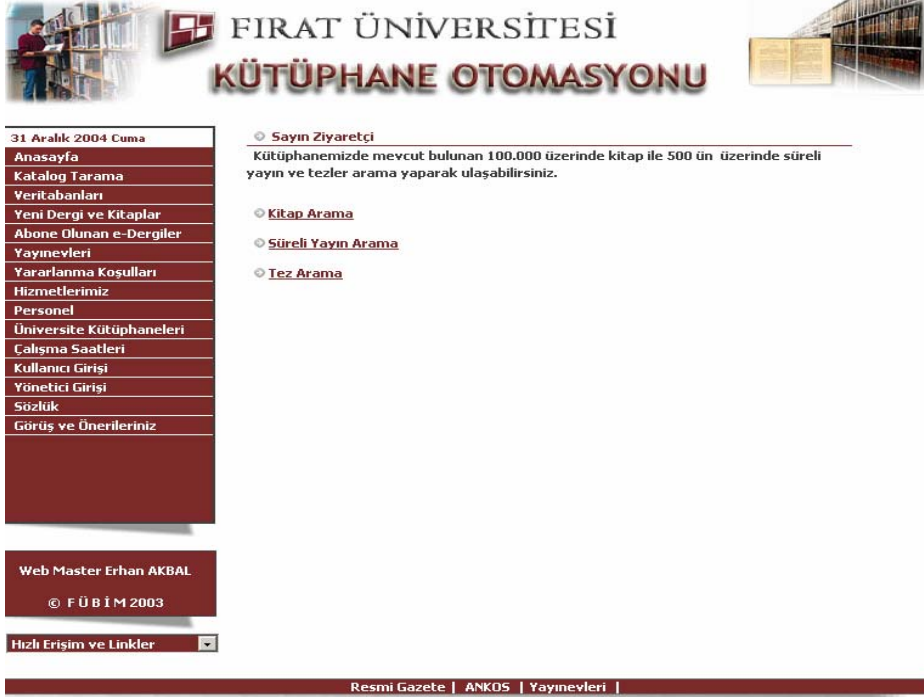 FIRAT ÜNİVERSİTESİ
KÜTÜPHANE OTOMASYONU
31 Aralık 2004 Cuma
Anasayfa
Katalog Tarama
Veritabanları
Yeni Dergi ve Kitaplar
Abone Olunan e-Dergiler
Yayınevleri
Yararlanma Koşulları
Hizmetlerimiz
Personel
Üniversite Kütüphaneleri
Çalışma Saatleri
Kullanıcı Girişi
Yönetici Girişi
Sözlük
Görüş ve Önerileriniz
Web Master Erhan AKBAL
© F Ü B İ M 2003
Hızlı Erişim ve Linkler
Sayın Ziyaretçi
Kütüphanemizde mevcut bulunan 100.000 üzerinde kitap ile 500 ün üzerinde süreli
yayın ve tezler arama yaparak ulaşabilirsiniz.
Kitap Arama
Süreli Yayın Arama
Tez Arama
Resmi Gazete | ANKOS | Yayınevleri |